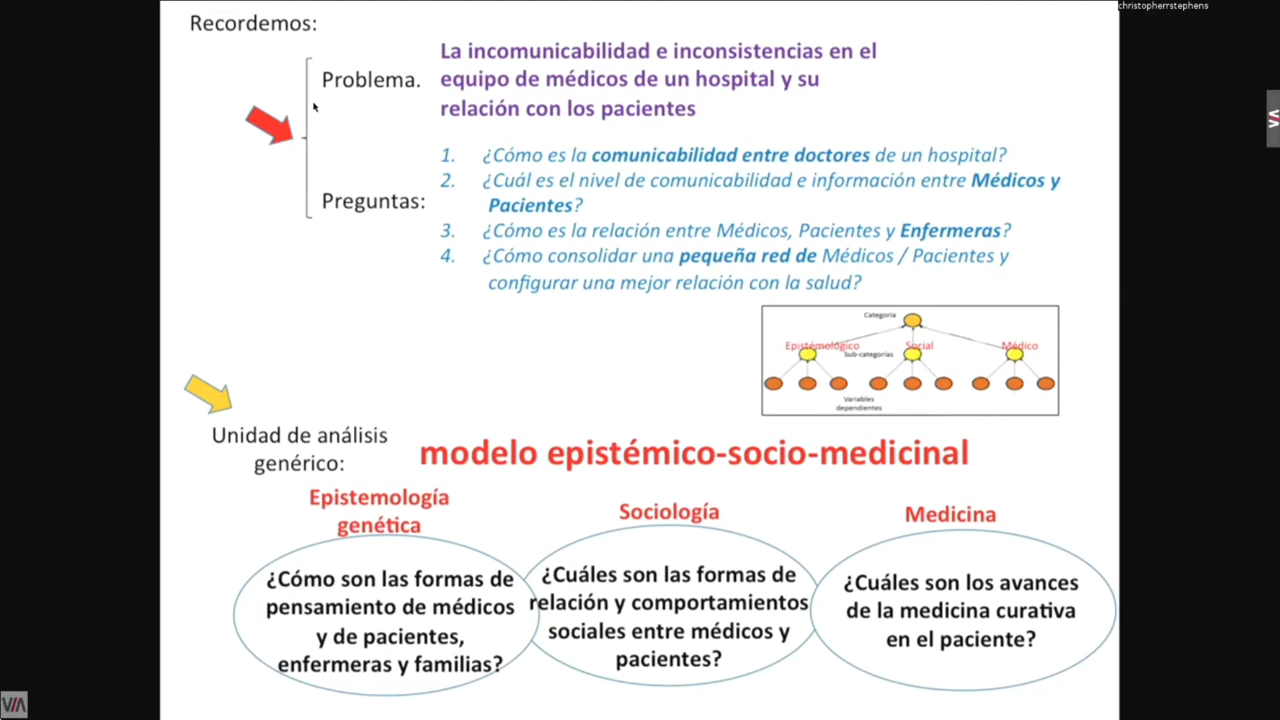 christopherrstephens
Recordemos:
Problema.
La incomunicabilidad e inconsistencias en el
equipo de médicos de un hospital y su
relación con los pacientes
Preguntas:
1. ¿Cómo es la comunicabilidad entre doctores de un hospital?
2. ¿Cuál es el nivel de comunicabilidad e información entre Médicos y
Pacientes?
3. ¿Cómo es la relación entre Médicos, Pacientes y Enfermeras?
4. ¿Cómo consolidar una pequeña red de Médicos / Pacientes y
configurar una mejor relación con la salud?
Categoría
Epistémológico
Social
Médico
Sub-categorías
Variables
dependientes
Unidad de análisis
genérico:
modelo epistémico-socio-medicinal
Epistemología
genética
¿Cómo son las formas de
pensamiento de médicos
y de pacientes,
enfermeras y familias?
Sociología
¿Cuáles son las formas de
relación y comportamientos
sociales entre médicos y
pacientes?
Medicina
¿Cuáles son los avances
de la medicina curativa
en el paciente?
VIA